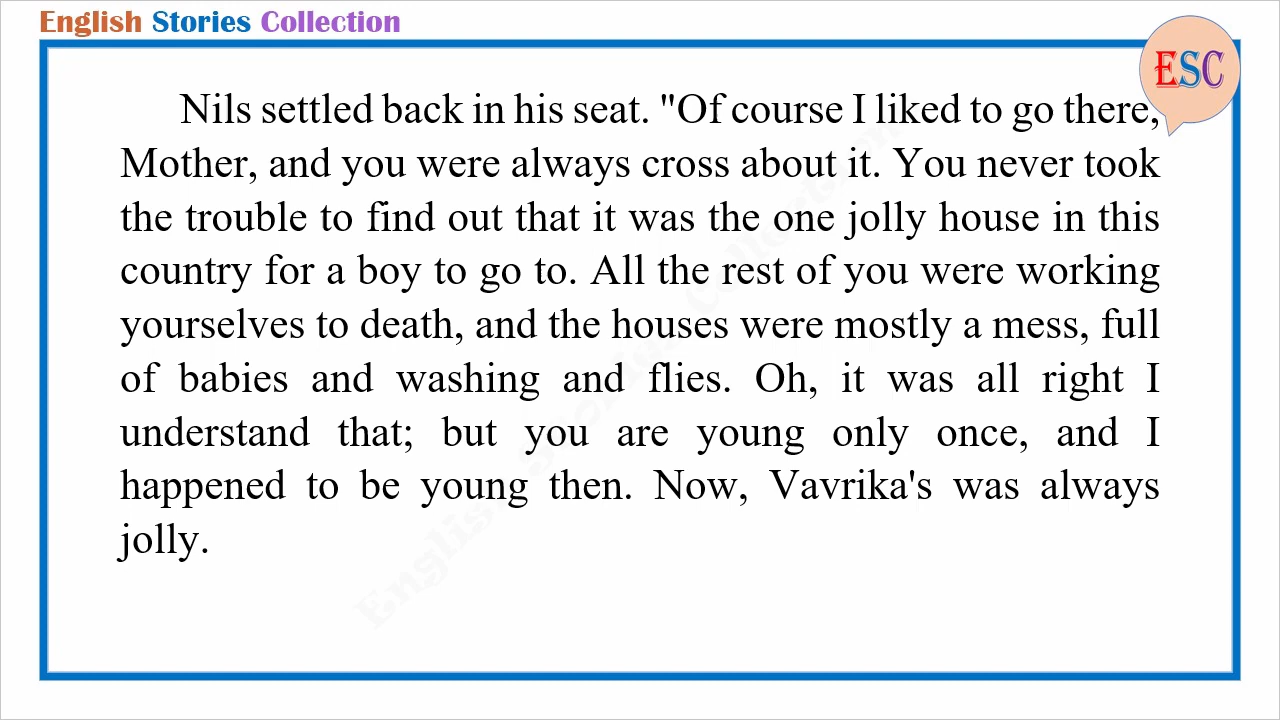 English Stories Collection
ESC
Nils settled back in his seat. "Of course I liked to go there,
Mother, and you were always cross about it. You never took
the trouble to find out that it was the one jolly house in this
country for a boy to go to. All the rest of you were working
yourselves to death, and the houses were mostly a mess, full
of babies and washing and flies. Oh, it was all right I
understand that; but you are young only once, and I
happened to be young then. Now, Vavrika's was always
jolly.
English Stories Collection